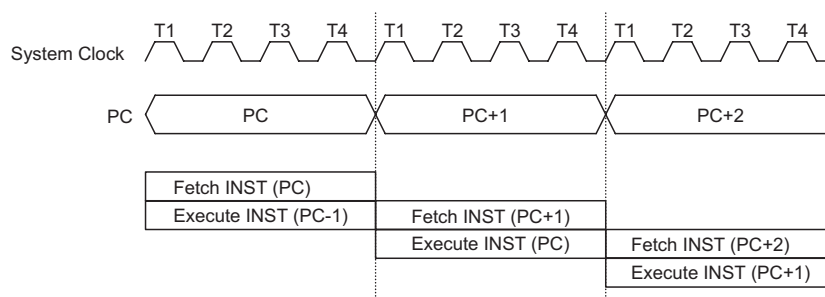 T1 T2 T3 T4 T1 T2 T3 T4 T1 T2 T3 T4
System Clock
PC PC PC+1 PC+2
Fetch INST (PC)
Execute INST (PC-1) Fetch INST (PC+1)
Execute INST (PC) Fetch INST (PC+2)
Execute INST (PC+1)